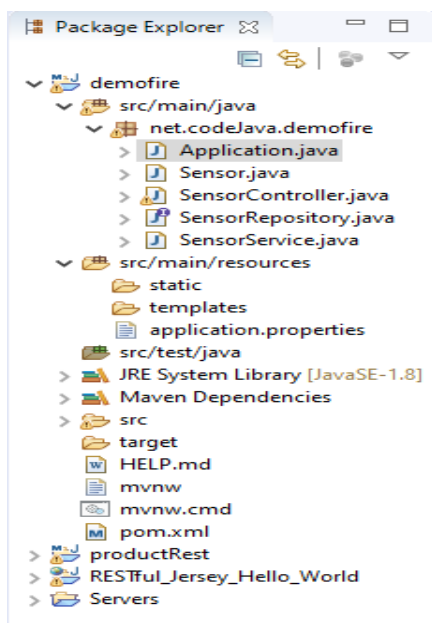 Package Explorer
demofire
src/main/java
net.codeJava.demofire
Application.java
Sensor.java
SensorController.java
SensorRepository.java
SensorService.java
src/main/resources
static
templates
application.properties
src/test/java
JRE System Library [JavaSE-1.8]
Maven Dependencies
src
target
HELP.md
mvnw
mvnw.cmd
pom.xml
productRest
RESTful_Jersey_Hello_World
Servers